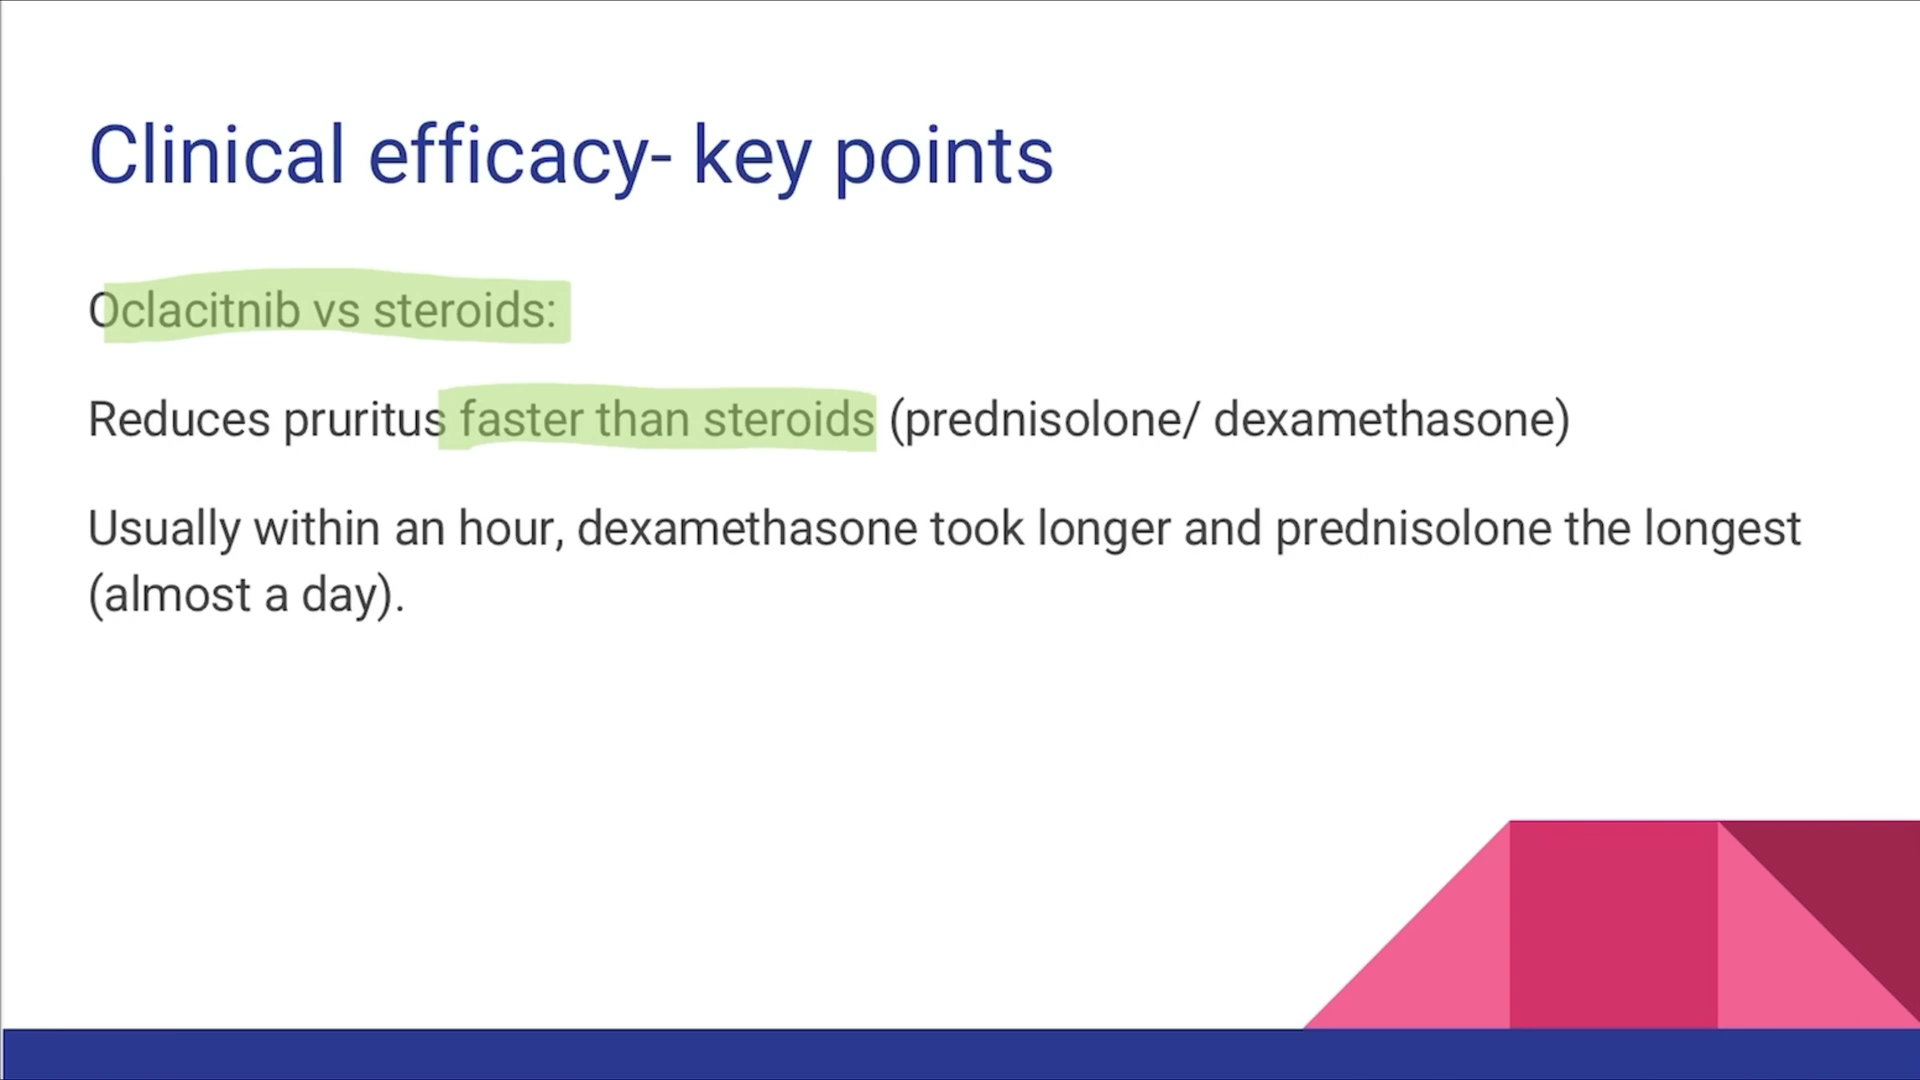 Clinical efficacy- key points
Oclacitnib vs steroids:
Reduces pruritus faster than steroids (prednisolone/ dexamethasone)
Usually within an hour, dexamethasone took longer and prednisolone the longest
(almost a day).